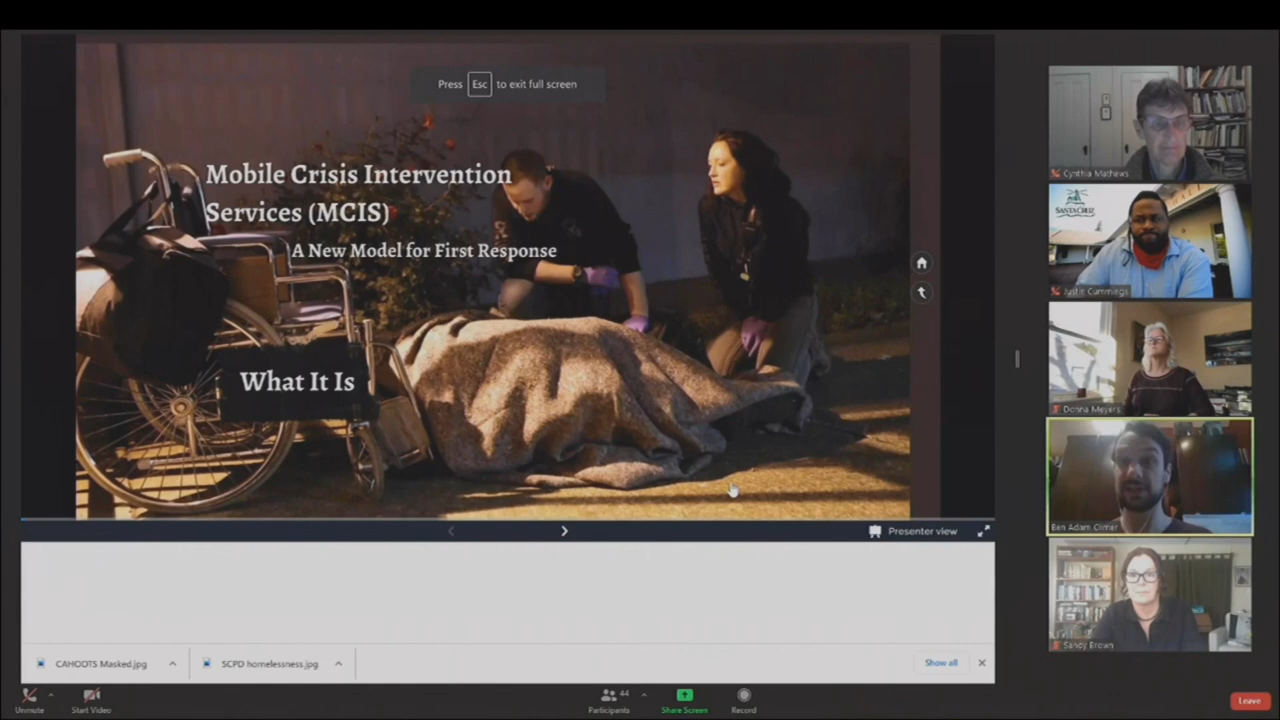 Press Esc to exit full screen
Mobile Crisis Intervention
Services (MCIS)
A New Model for First Response
What It Is
Presenter view
CAHOOTS Masked.jpg
SCPD homelessness.jpg
Show all
Cynthia Mathews
SANTA CRUZ
Justin Cummings
Donna Meyers
Ben Adam Climer
Sandy Brown
Unmute
Start Video
44
Participants
Share Screen
Record
Leave